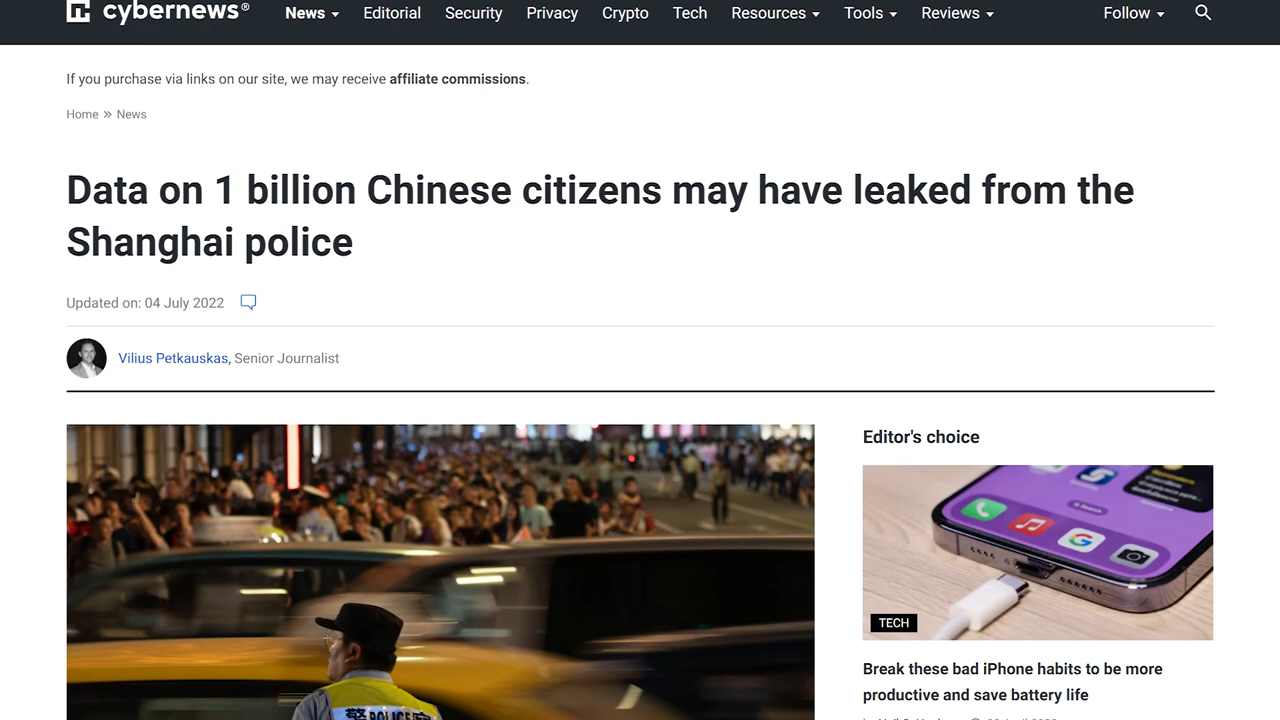 cybernews®
News Editorial Security Privacy Crypto Tech Resources Tools Reviews Follow
If you purchase via links on our site, we may receive affiliate commissions.
Home » News
Data on 1 billion Chinese citizens may have leaked from the
Shanghai police
Updated on: 04 July 2022
Vilius Petkauskas, Senior Journalist
警 POLICE 察
Editor's choice
TECH
Break these bad iPhone habits to be more
productive and save battery life